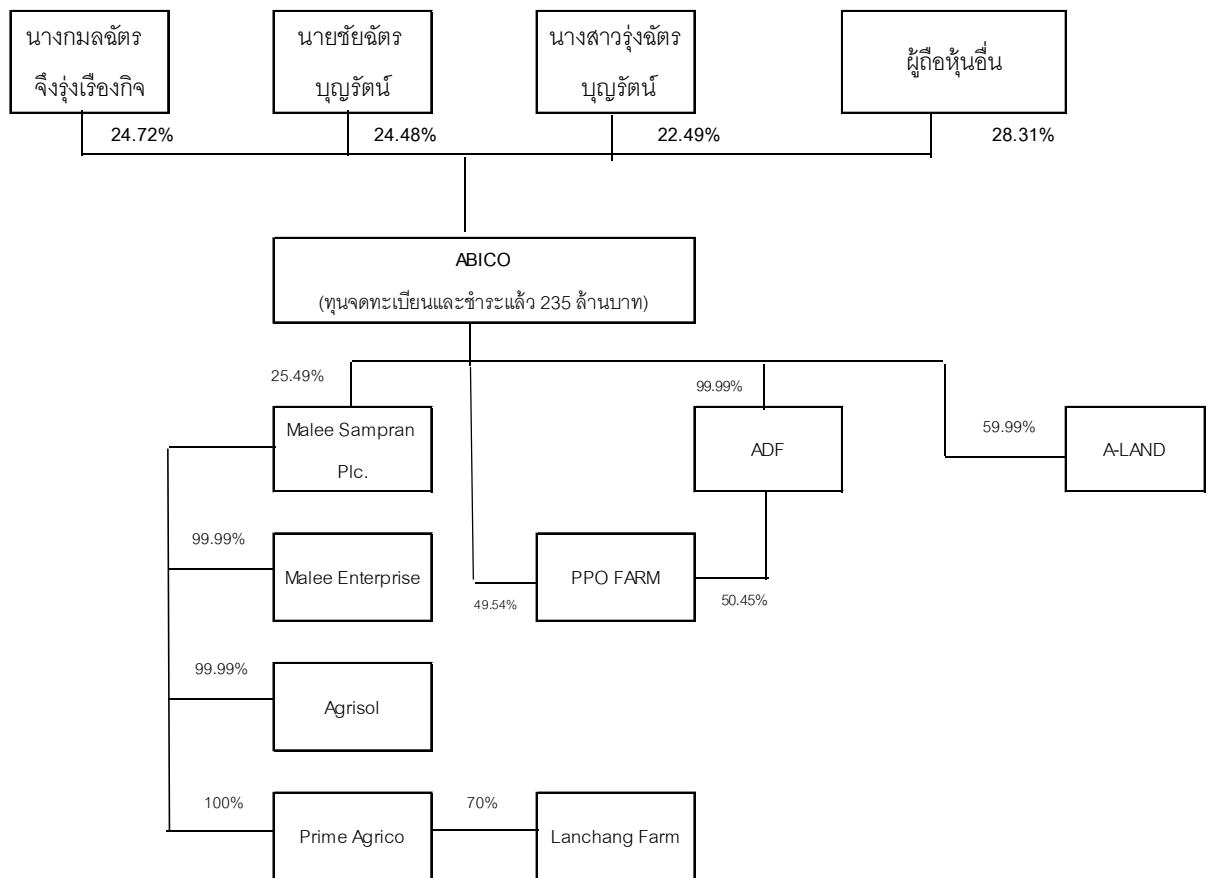 นางกมลฉัตร
จึงรุ่งเรืองกิจ
นายชัยฉัตร
บุญรัตน์
นางสาวรุ่งฉัตร
บุญรัตน์
ผู้ถือหุ้นอื่น
24.72%
24.48%
22.49%
28.31%
ABICO
(ทุนจดทะเบียนและชำระแล้ว 235 ล้านบาท)
25.49%
99.99%
59.99%
Malee Sampran
Plc.
ADF
A-LAND
99.99%
Malee Enterprise
49.54%
PPO FARM
50.45%
99.99%
Agrisol
100%
Prime Agrico
70%
Lanchang Farm